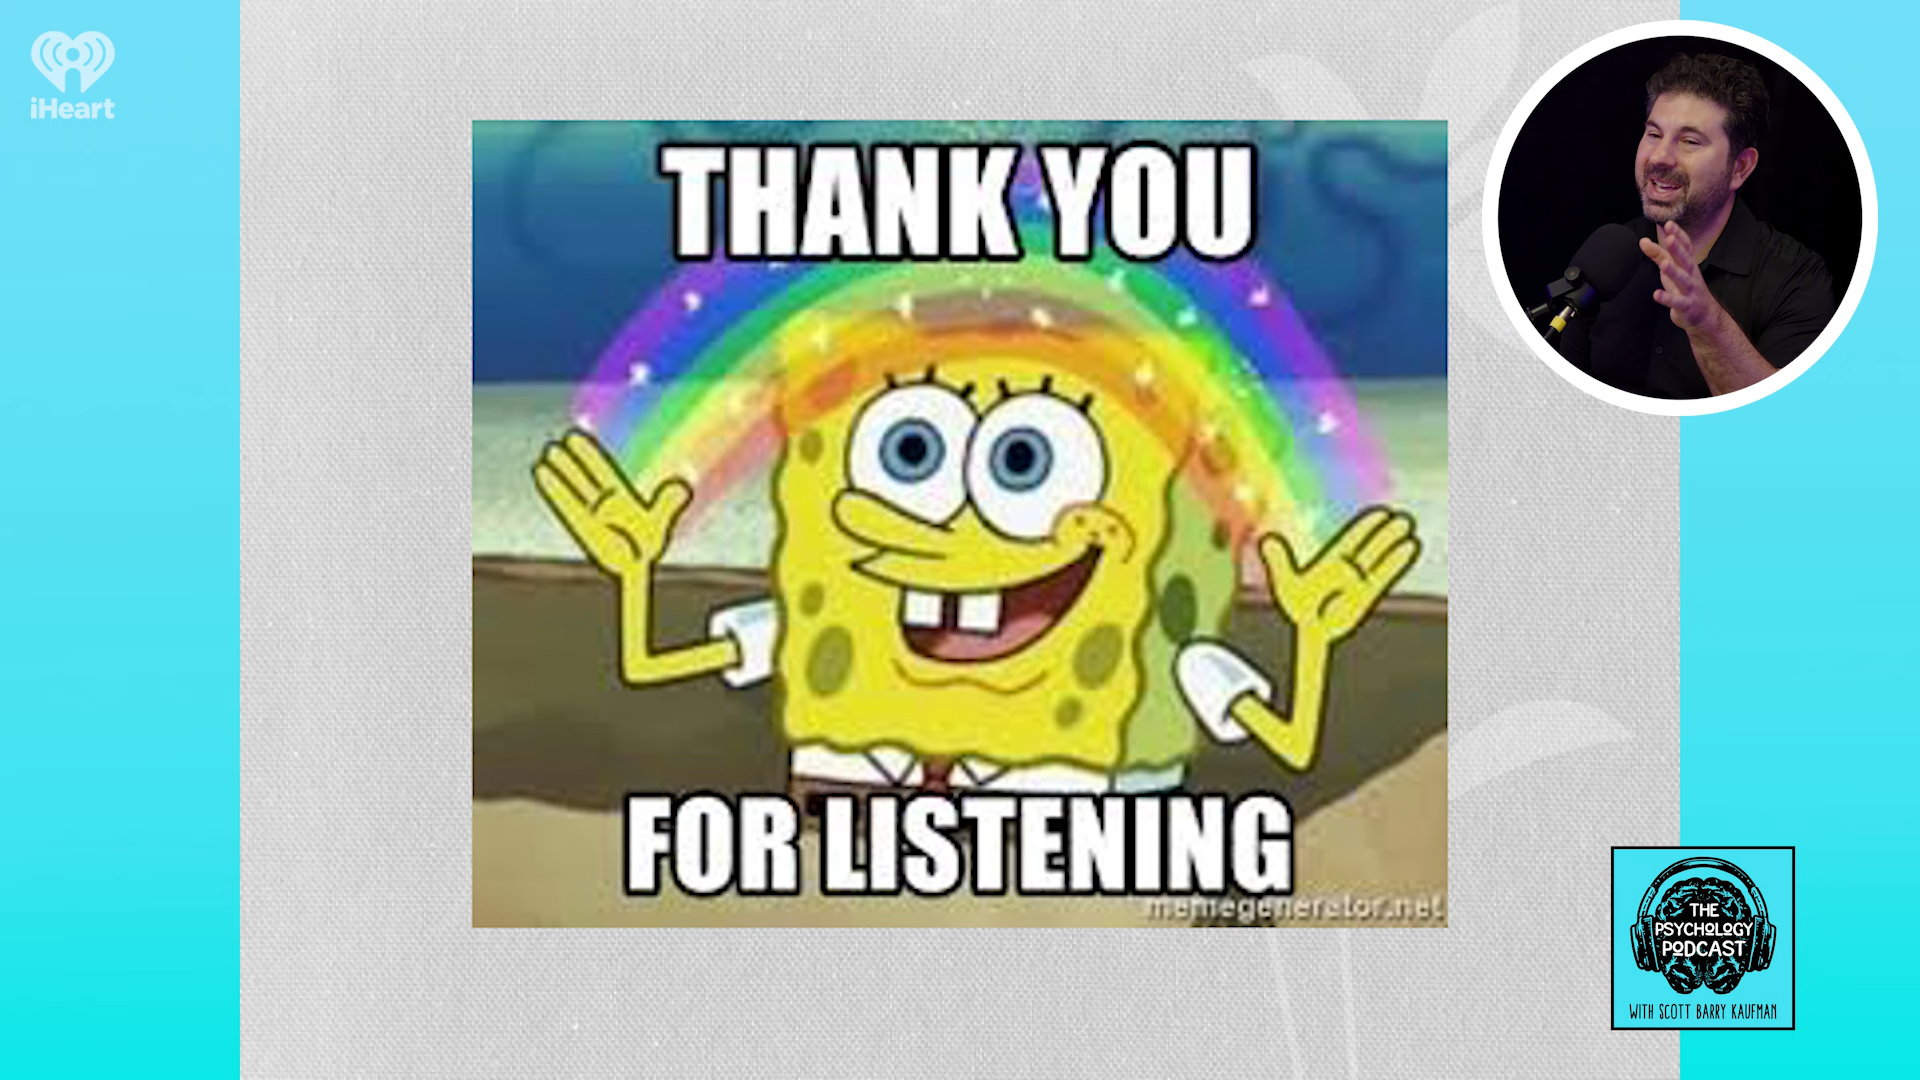 iHeart
THANK YOU
FOR LISTENING
memegenerator.net
THE
PSYCHOLOGY
PODCAST
WITH SCOTT BARRY KAUFMAN